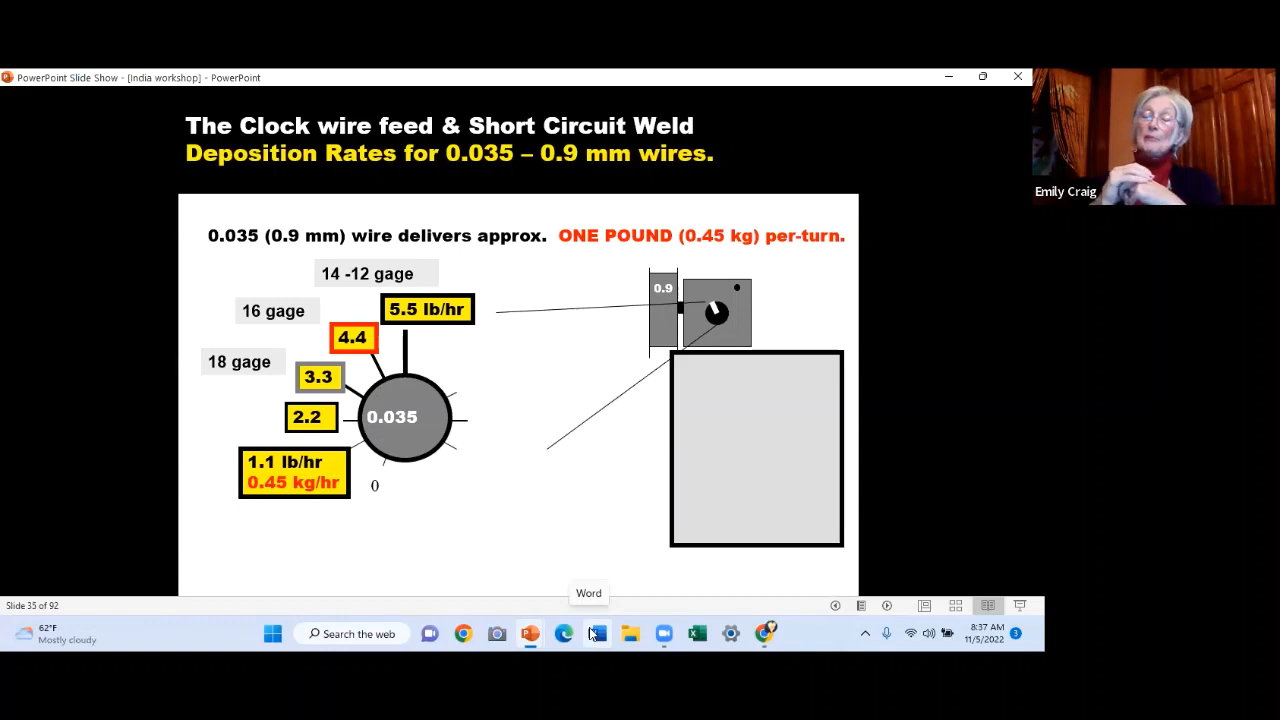 PowerPoint Slide Show - [India workshop] - PowerPoint
The Clock wire feed & Short Circuit Weld
Deposition Rates for 0.035 – 0.9 mm wires.
Emily Craig
0.035 (0.9 mm) wire delivers approx. ONE POUND (0.45 kg) per-turn.
14 -12 gage
16 gage
5.5 lb/hr
4.4
18 gage
3.3
2.2
0.035
1.1 lb/hr
0.45 kg/hr
0
0.9
Word
Slide 35 of 92
62°F
Mostly cloudy
Search the web
8:37 AM
11/5/2022
3